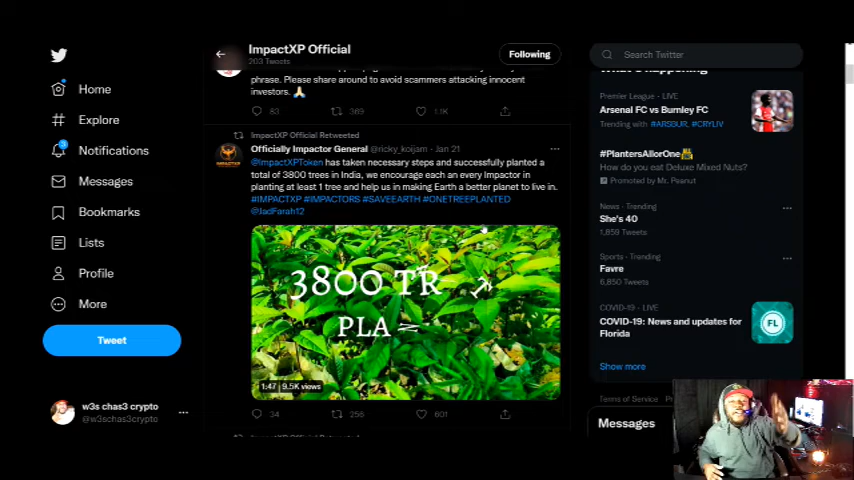 ImpactXP Official
203 Tweets
Following
Search Twitter
Home
Explore
Notifications
Messages
Bookmarks
Lists
Profile
More
Tweet
w3s chas3 crypto
@w3schas3crypto
phrase. Please share around to avoid scammers attacking innocent
investors. 🙏
83 369 1.1K
ImpactXP Official Retweeted
Officially Impactor General @ricky_koijam · Jan 21
@ImpactXPToken has taken necessary steps and successfully planted a
total of 3800 trees in India, we encourage each an every Impactor in
planting at least 1 tree and help us in making Earth a better planet to live in.
#IMPACTXP #IMPACTORS #SAVEEARTH #ONETREEPLANTED
@JadFarah12
3800 TR
PLA
1:47 9.5K views
34 256 601
What's happening
Premier League · LIVE
Arsenal FC vs Burnley FC
Trending with #ARSBUR, #CRYLIV
#PlantersAllorOne
How do you eat Deluxe Mixed Nuts?
Promoted by Mr. Peanut
News · Trending
She's 40
1,859 Tweets
Sports · Trending
Favre
6,850 Tweets
COVID-19 · LIVE
COVID-19: News and updates for
Florida
FL
Show more
Terms of Service
Messages